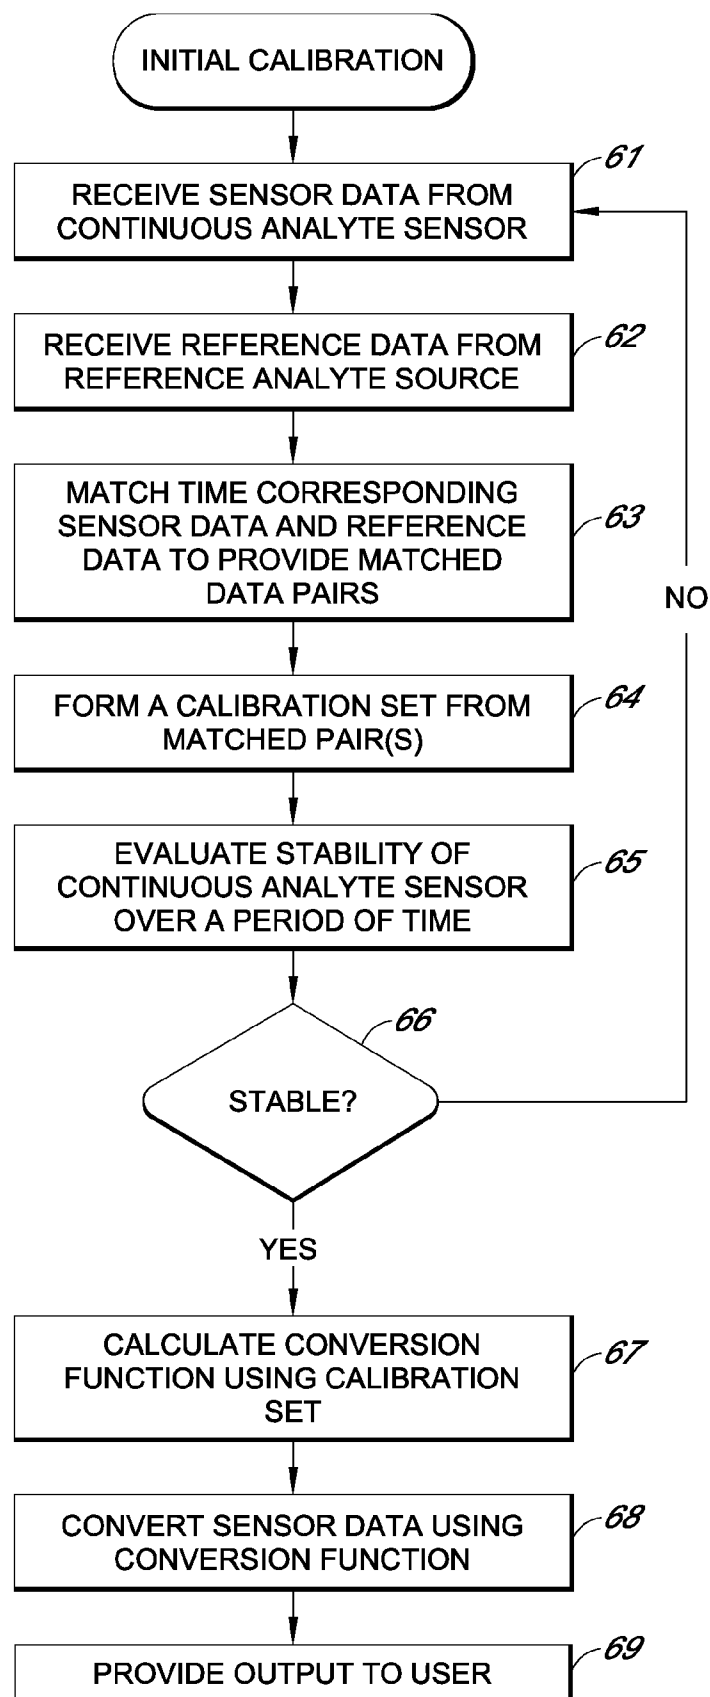 INITIAL CALIBRATION
61
RECEIVE SENSOR DATA FROM
CONTINUOUS ANALYTE SENSOR
62
RECEIVE REFERENCE DATA FROM
REFERENCE ANALYTE SOURCE
63
MATCH TIME CORRESPONDING
SENSOR DATA AND REFERENCE
DATA TO PROVIDE MATCHED
DATA PAIRS
NO
64
FORM A CALIBRATION SET FROM
MATCHED PAIR(S)
65
EVALUATE STABILITY OF
CONTINUOUS ANALYTE SENSOR
OVER A PERIOD OF TIME
66
STABLE?
YES
67
CALCULATE CONVERSION
FUNCTION USING CALIBRATION
SET
68
CONVERT SENSOR DATA USING
CONVERSION FUNCTION
69
PROVIDE OUTPUT TO USER